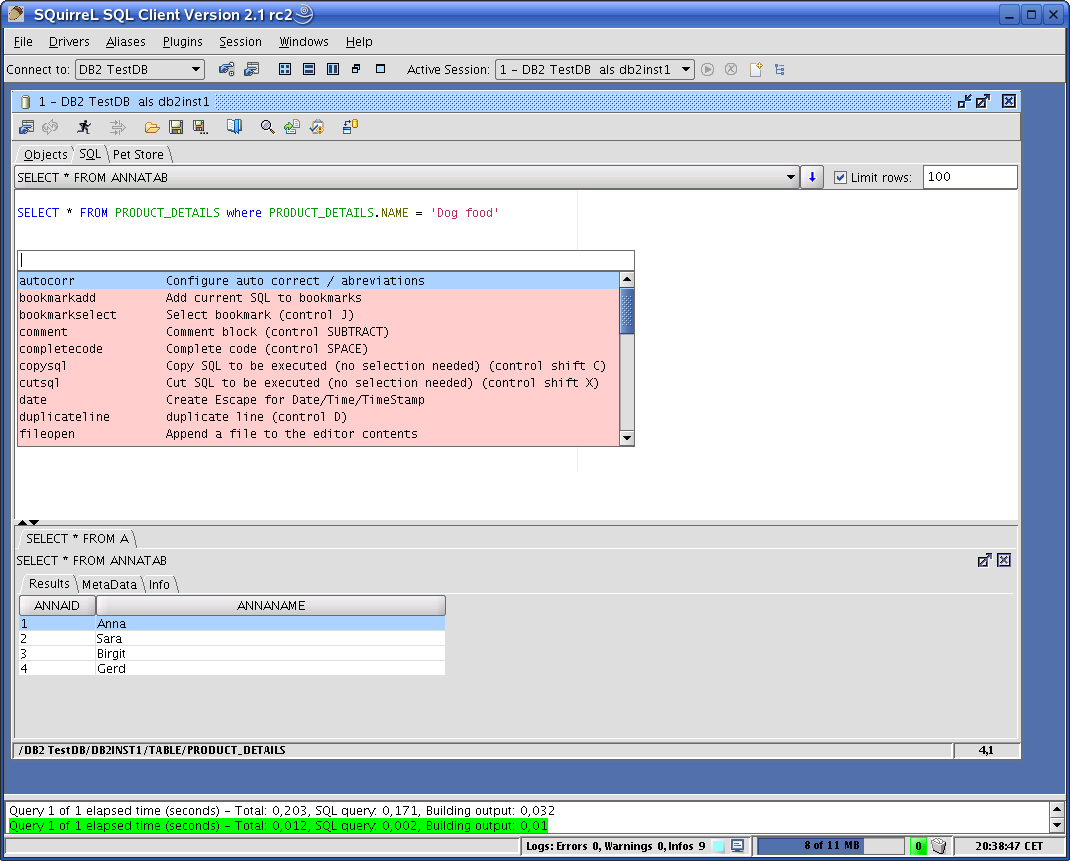 SQuirreL SQL Client Version 2.1 rc2
File Drivers Aliases Plugins Session Windows Help
Connect to: DB2 TestDB Active Session: 1 – DB2 TestDB als db2inst1
1 – DB2 TestDB als db2inst1
Objects SQL Pet Store
SELECT * FROM ANNATAB Limit rows: 100
SELECT * FROM PRODUCT_DETAILS where PRODUCT_DETAILS.NAME = 'Dog food'
autocorr Configure auto correct / abreviations
bookmarkadd Add current SQL to bookmarks
bookmarkselect Select bookmark (control J)
comment Comment block (control SUBTRACT)
completecode Complete code (control SPACE)
copysql Copy SQL to be executed (no selection needed) (control shift C)
cutsql Cut SQL to be executed (no selection needed) (control shift X)
date Create Escape for Date/Time/TimeStamp
duplicateline duplicate line (control D)
fileopen Append a file to the editor contents
SELECT * FROM A
SELECT * FROM ANNATAB
Results MetaData Info
ANNAID ANNANAME
1 Anna
2 Sara
3 Birgit
4 Gerd
/DB2 TestDB/DB2INST1/TABLE/PRODUCT_DETAILS 4,1
Query 1 of 1 elapsed time (seconds) – Total: 0,203, SQL query: 0,171, Building output: 0,032
Query 1 of 1 elapsed time (seconds) – Total: 0,012, SQL query: 0,002, Building output: 0,01
Logs: Errors 0, Warnings 0, Infos 9 8 of 11 MB 0 20:38:47 CET